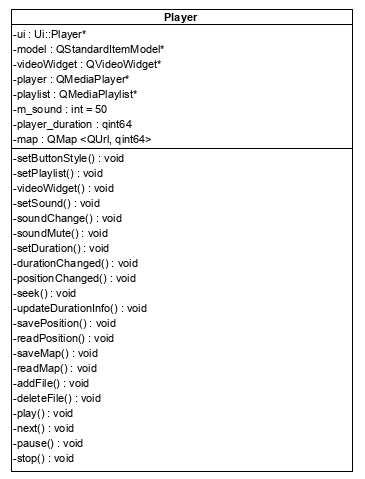 Player
-ui : Ui::Player*
-model : QStandardItemModel*
-videoWidget : QVideoWidget*
-player : QMediaPlayer*
-playlist : QMediaPlaylist*
-m_sound : int = 50
-player_duration : qint64
-map : QMap <QUrl, qint64>
-setButtonStyle() : void
-setPlaylist() : void
-videoWidget() : void
-setSound() : void
-soundChange() : void
-soundMute() : void
-setDuration() : void
-durationChanged() : void
-positionChanged() : void
-seek() : void
-updateDurationInfo() : void
-savePosition() : void
-readPosition() : void
-saveMap() : void
-readMap() : void
-addFile() : void
-deleteFile() : void
-play() : void
-next() : void
-pause() : void
-stop() : void